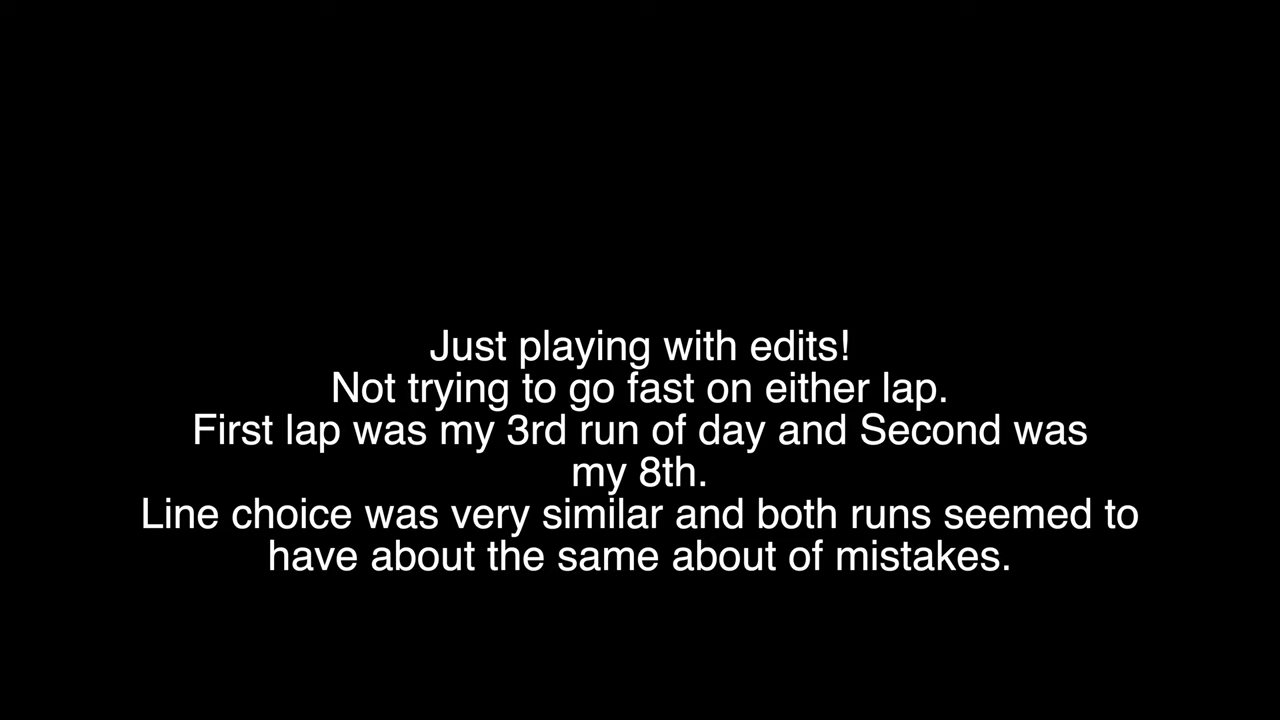 Just playing with edits!
Not trying to go fast on either lap.
First lap was my 3rd run of day and Second was
my 8th.
Line choice was very similar and both runs seemed to
have about the same about of mistakes.